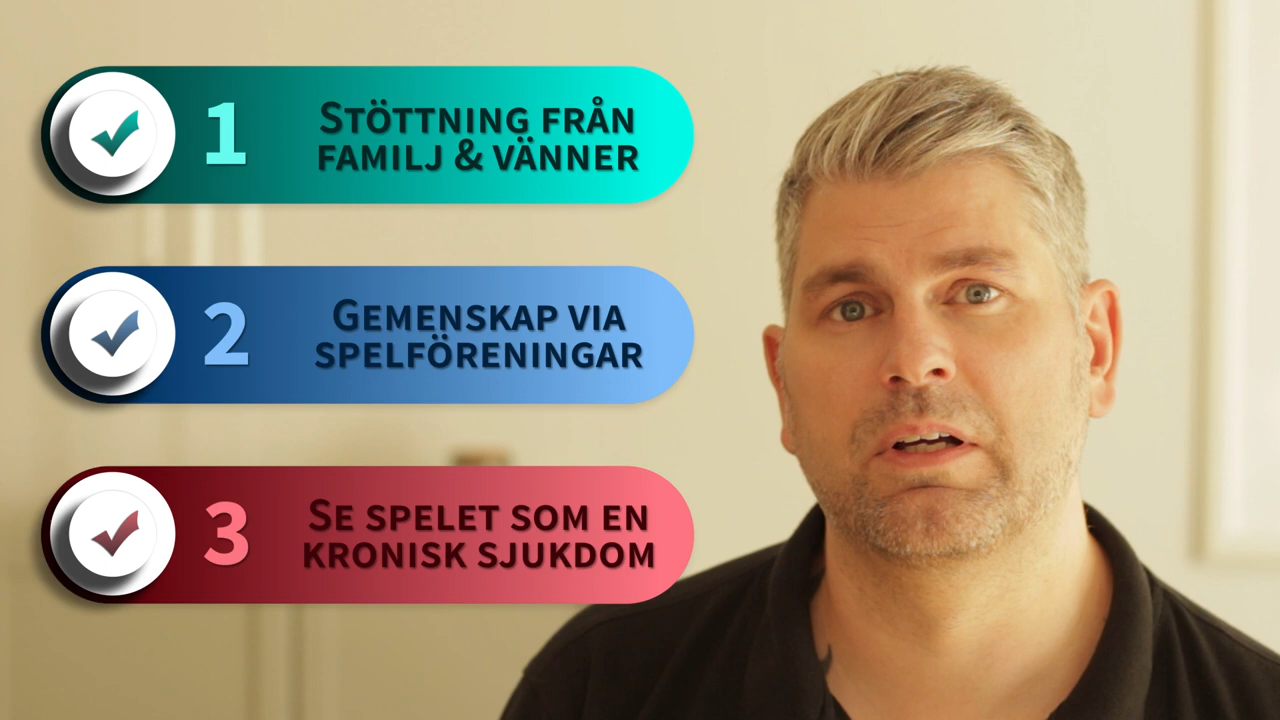 1
Stöttning från
familj & vänner
2
Gemenskap via
spelföreningar
3
Se spelet som en
kronisk sjukdom